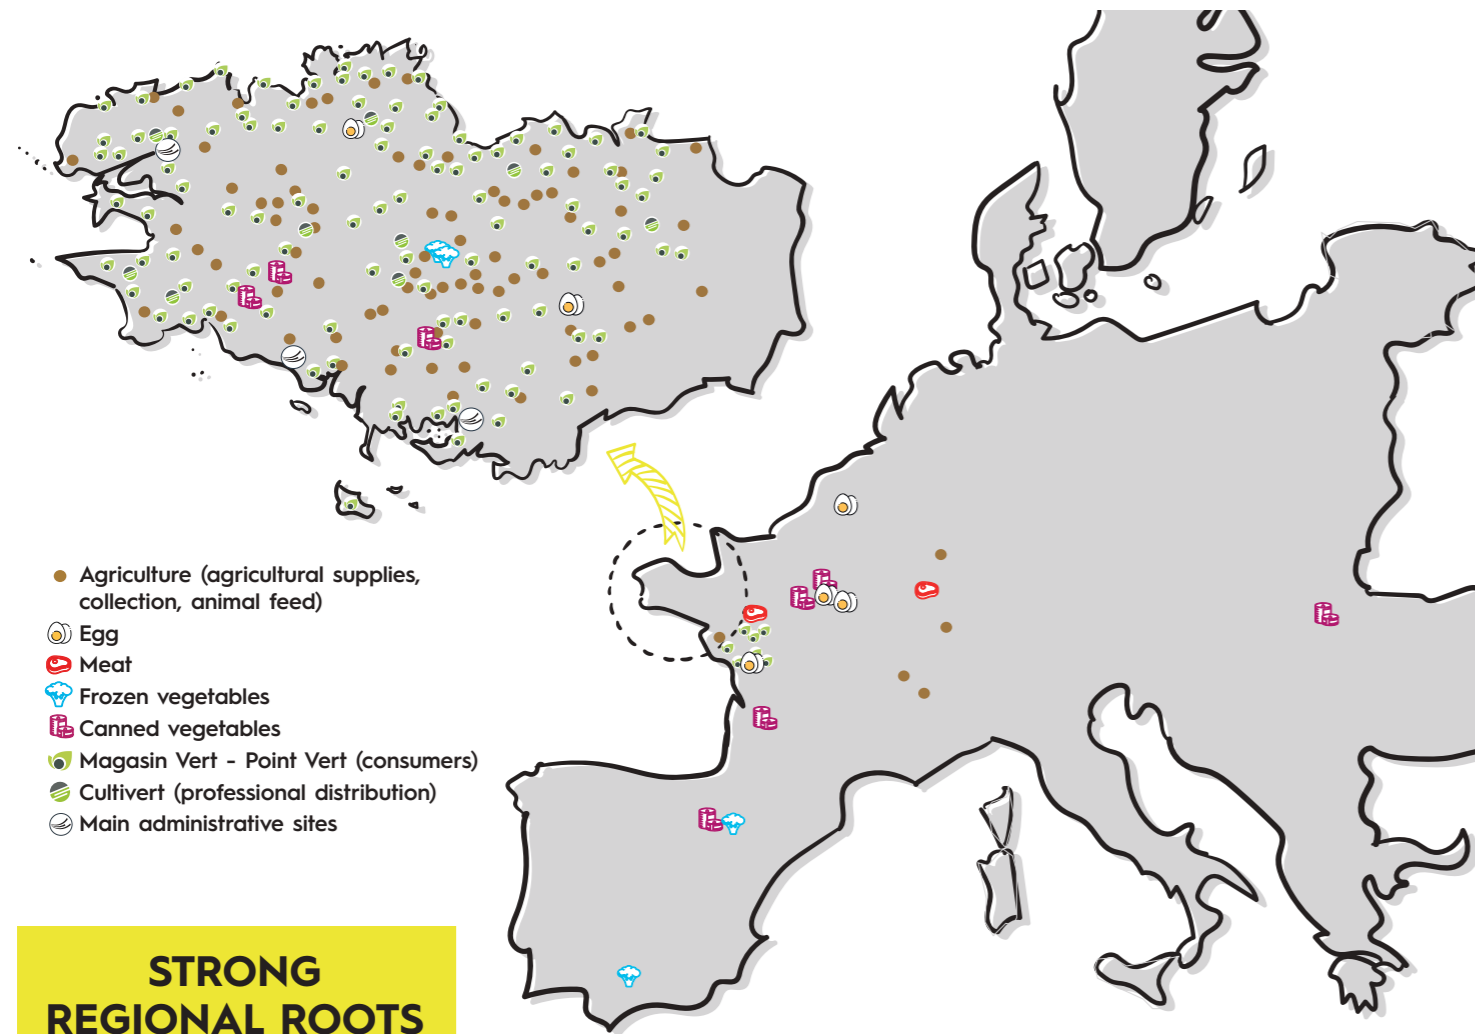 Agriculture (agricultural supplies,
collection, animal feed)
Egg
Meat
Frozen vegetables
Canned vegetables
Magasin Vert - Point Vert (consumers)
Cultivert (professional distribution)
Main administrative sites
STRONG
REGIONAL ROOTS